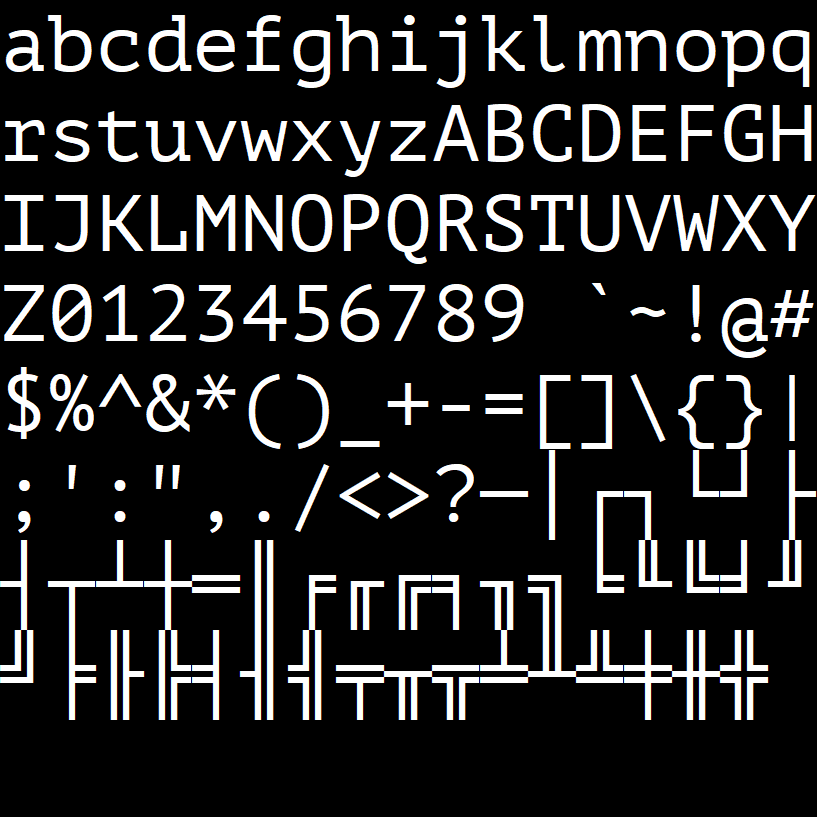 abcdefghijklmnopq
rstuvwxyzABCDEFGH
IJKLMNOPQRSTUVWXY
Z0123456789 `~!@#
$%^&*()_+-=[]\{}|
;':",./<>?─│┌┐└┘├
┤┬┴┼═║╒╓╔╕╖╗╘╙╚╛╜
╝╞╟╠╡╢╣╤╥╦╧╨╩╪╫╬